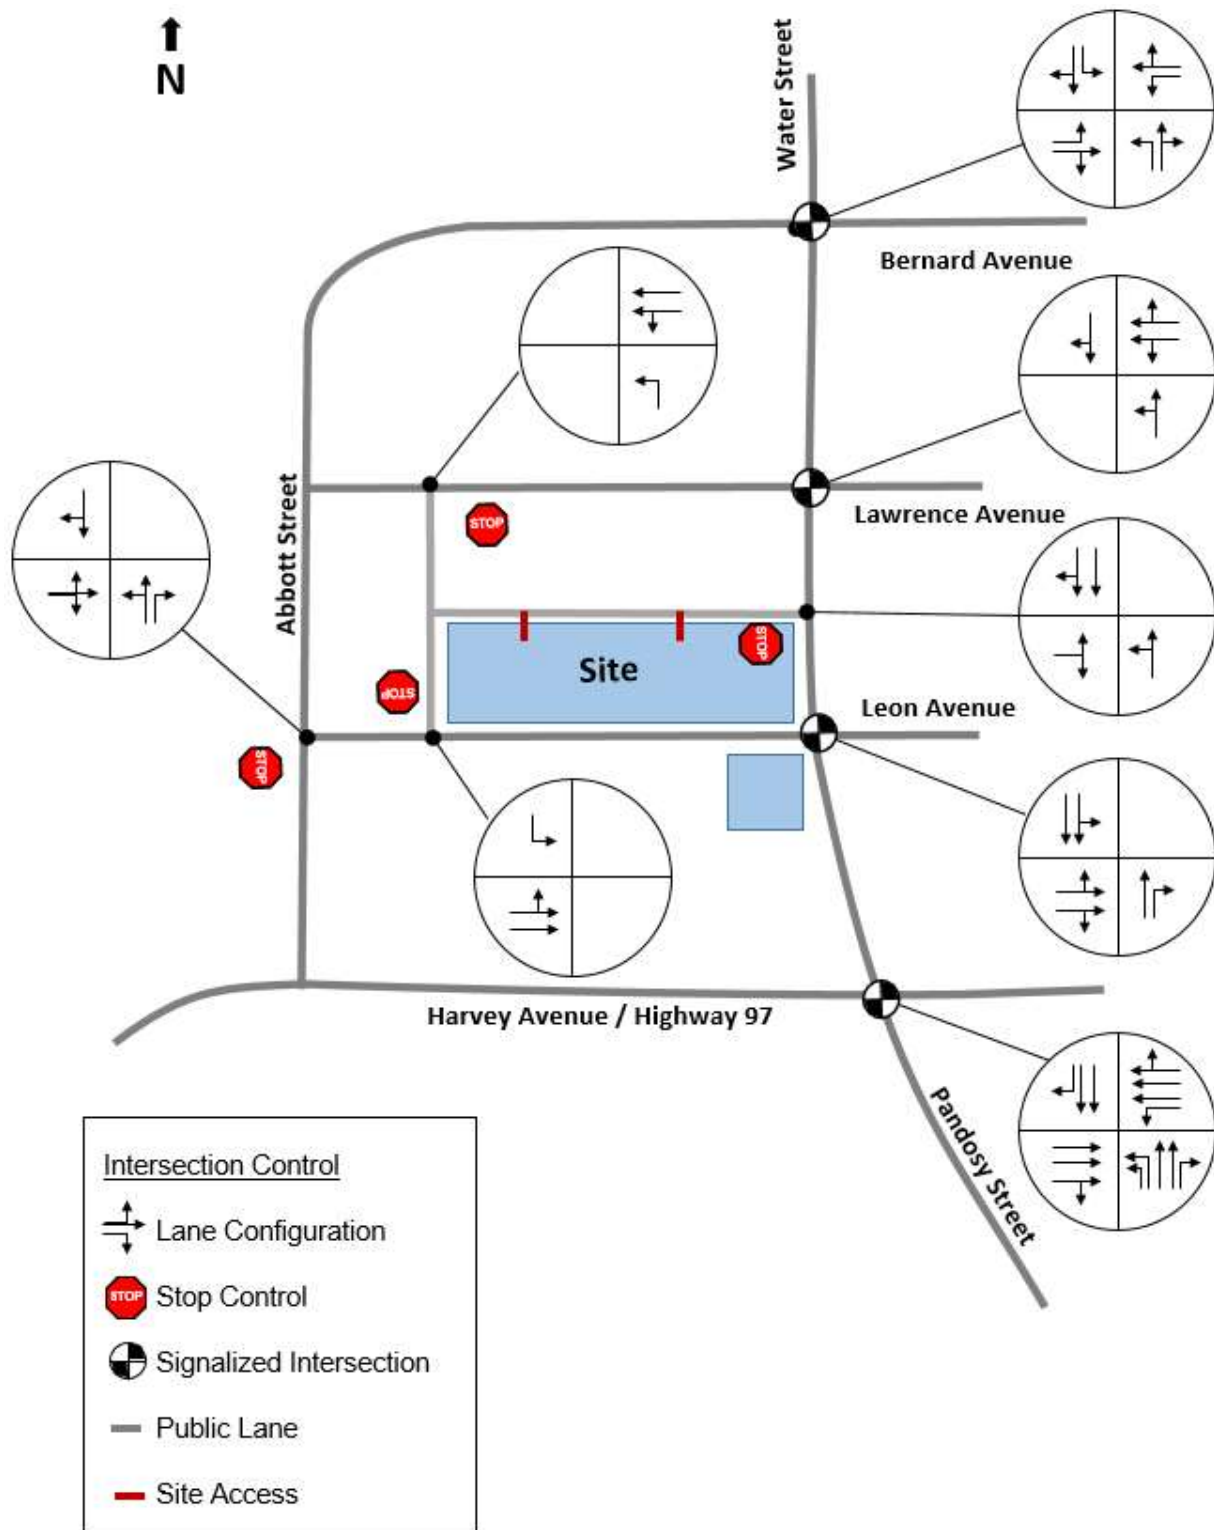 N
Water Street
Bernard Avenue
Abbott Street
STOP
Lawrence Avenue
STOP
Site
STOP
Leon Avenue
STOP
Harvey Avenue / Highway 97
Pandosy Street
Intersection Control
Lane Configuration
STOP
Stop Control
Signalized Intersection
Public Lane
Site Access